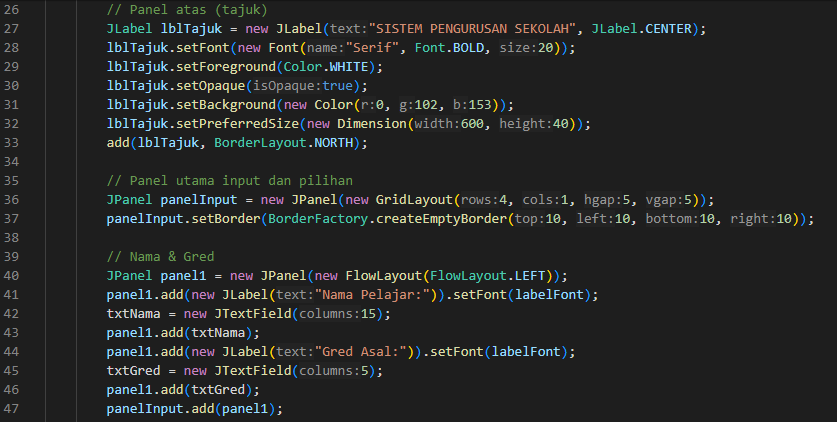 26 // Panel atas (tajuk)
27 JLabel lblTajuk = new JLabel(text:"SISTEM PENGURUSAN SEKOLAH", JLabel.CENTER);
28 lblTajuk.setFont(new Font(name:"Serif", Font.BOLD, size:20));
29 lblTajuk.setForeground(Color.WHITE);
30 lblTajuk.setOpaque(isOpaque:true);
31 lblTajuk.setBackground(new Color(r:0, g:102, b:153));
32 lblTajuk.setPreferredSize(new Dimension(width:600, height:40));
33 add(lblTajuk, BorderLayout.NORTH);
34
35 // Panel utama input dan pilihan
36 JPanel panelInput = new JPanel(new GridLayout(rows:4, cols:1, hgap:5, vgap:5));
37 panelInput.setBorder(BorderFactory.createEmptyBorder(top:10, left:10, bottom:10, right:10));
38
39 // Nama & Gred
40 JPanel panel1 = new JPanel(new FlowLayout(FlowLayout.LEFT));
41 panel1.add(new JLabel(text:"Nama Pelajar:")).setFont(labelFont);
42 txtNama = new JTextField(columns:15);
43 panel1.add(txtNama);
44 panel1.add(new JLabel(text:"Gred Asal:")).setFont(labelFont);
45 txtGred = new JTextField(columns:5);
46 panel1.add(txtGred);
47 panelInput.add(panel1);